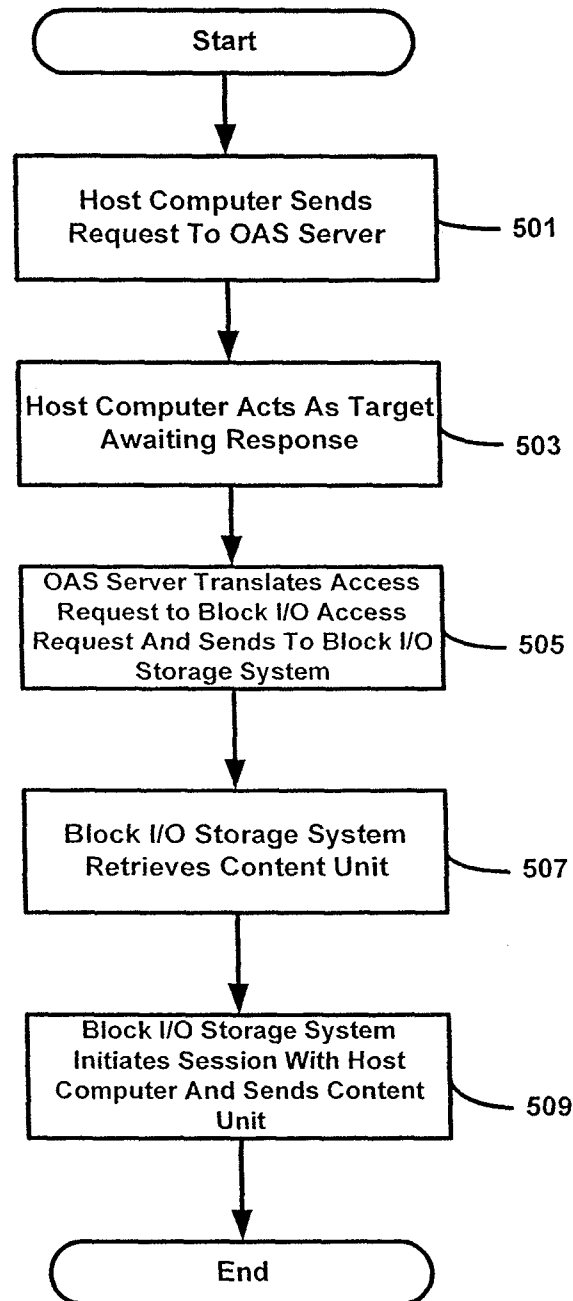 Start
Host Computer Sends
Request To OAS Server
501
Host Computer Acts As Target
Awaiting Response
503
OAS Server Translates Access
Request to Block I/O Access
Request And Sends To Block I/O
Storage System
505
Block I/O Storage System
Retrieves Content Unit
507
Block I/O Storage System
Initiates Session With Host
Computer And Sends Content
Unit
509
End